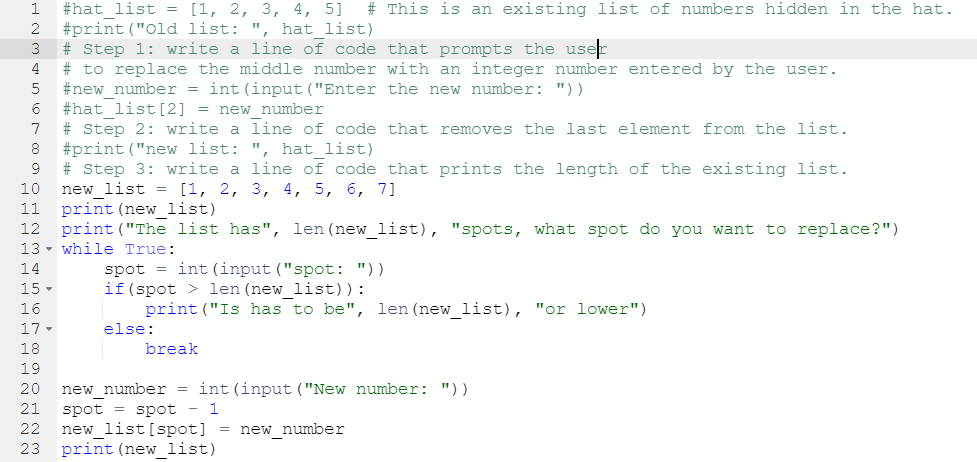 1 #hat_list = [1, 2, 3, 4, 5]  # This is an existing list of numbers hidden in the hat.
2 #print("Old list: ", hat_list)
3 # Step 1: write a line of code that prompts the user
4 # to replace the middle number with an integer number entered by the user.
5 #new_number = int(input("Enter the new number: "))
6 #hat_list[2] = new_number
7 # Step 2: write a line of code that removes the last element from the list.
8 #print("new list: ", hat_list)
9 # Step 3: write a line of code that prints the length of the existing list.
10 new_list = [1, 2, 3, 4, 5, 6, 7]
11 print(new_list)
12 print("The list has", len(new_list), "spots, what spot do you want to replace?")
13 while True:
14     spot = int(input("spot: "))
15     if(spot > len(new_list)):
16         print("Is has to be", len(new_list), "or lower")
17     else:
18         break
19
20 new_number = int(input("New number: "))
21 spot = spot - 1
22 new_list[spot] = new_number
23 print(new_list)